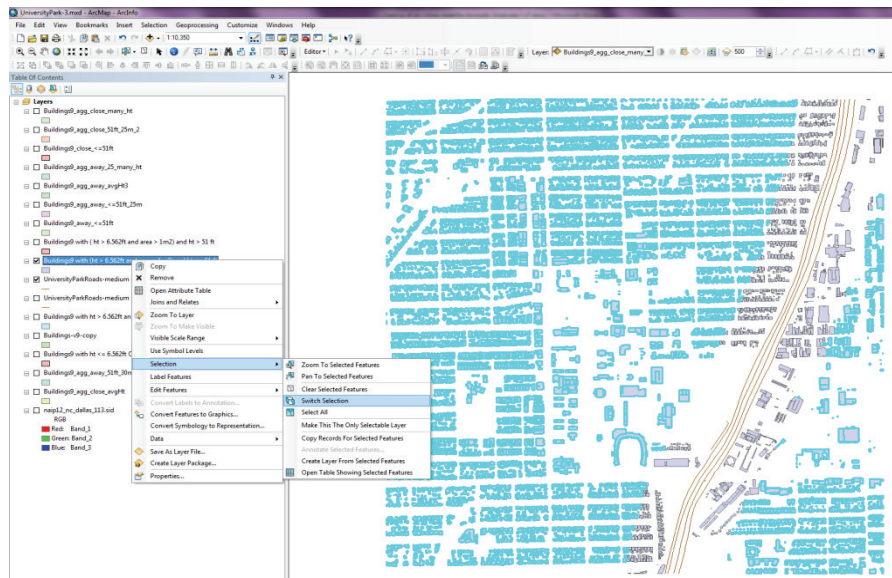 UniversityPark-3.mxd - ArcMap - ArcInfo
File Edit View Bookmarks Insert Selection Geoprocessing Customize Windows Help
1:10,350
Editor
Layer: Buildings9_agg_close_many_ 500
Table Of Contents
Layers
Buildings9_agg_close_many_ht
Buildings9_agg_close_51ft_25m_2
Buildings9_close_<=51ft
Buildings9_agg_away_25_many_ht
Buildings9_agg_away_avgHt3
Buildings9_agg_away_<=51ft_25m
Buildings9_away_<=51ft
Buildings9 with ( ht > 6.562ft and area > 1m2) and ht > 51 ft
Buildings9 with (ht > 6.562ft
UniversityParkRoads-medium
UniversityParkRoads-medium
Buildings9 with ht > 6.562ft an
Buildings-v9-copy
Buildings9 with ht <= 6.562ft
Buildings9_agg_away_51ft_30m
Buildings9_agg_close_avgHt
naip12_nc_dallas_113.sid
RGB
Red: Band_1
Green: Band_2
Blue: Band_3
Copy
Remove
Open Attribute Table
Joins and Relates
Zoom To Layer
Zoom To Make Visible
Visible Scale Range
Use Symbol Levels
Selection
Label Features
Edit Features
Convert Labels to Annotation...
Convert Features to Graphics...
Convert Symbology to Representation...
Data
Save As Layer File...
Create Layer Package...
Properties...
Zoom To Selected Features
Pan To Selected Features
Clear Selected Features
Switch Selection
Select All
Make This The Only Selectable Layer
Copy Records For Selected Features
Annotate Selected Features...
Create Layer From Selected Features
Open Table Showing Selected Features